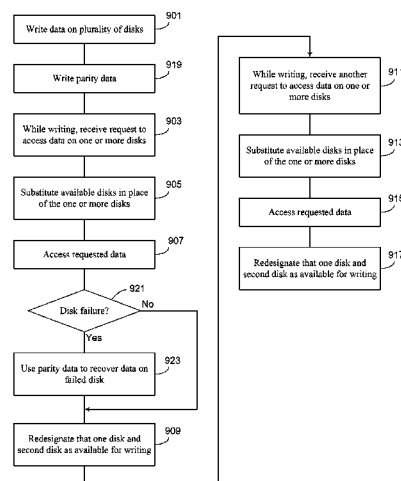 901
Write data on plurality of disks
919
Write parity data
903
While writing, receive request to
access data on one or more disks
905
Substitute available disks in place
of the one or more disks
907
Access requested data
921
Disk failure?
No
Yes
923
Use parity data to recover data on
failed disk
909
Redesignate that one disk and
second disk as available for writing
911
While writing, receive another
request to access data on one or
more disks
913
Substitute available disks in place
of the one or more disks
915
Access requested data
917
Redesignate that one disk and
second disk as available for writing